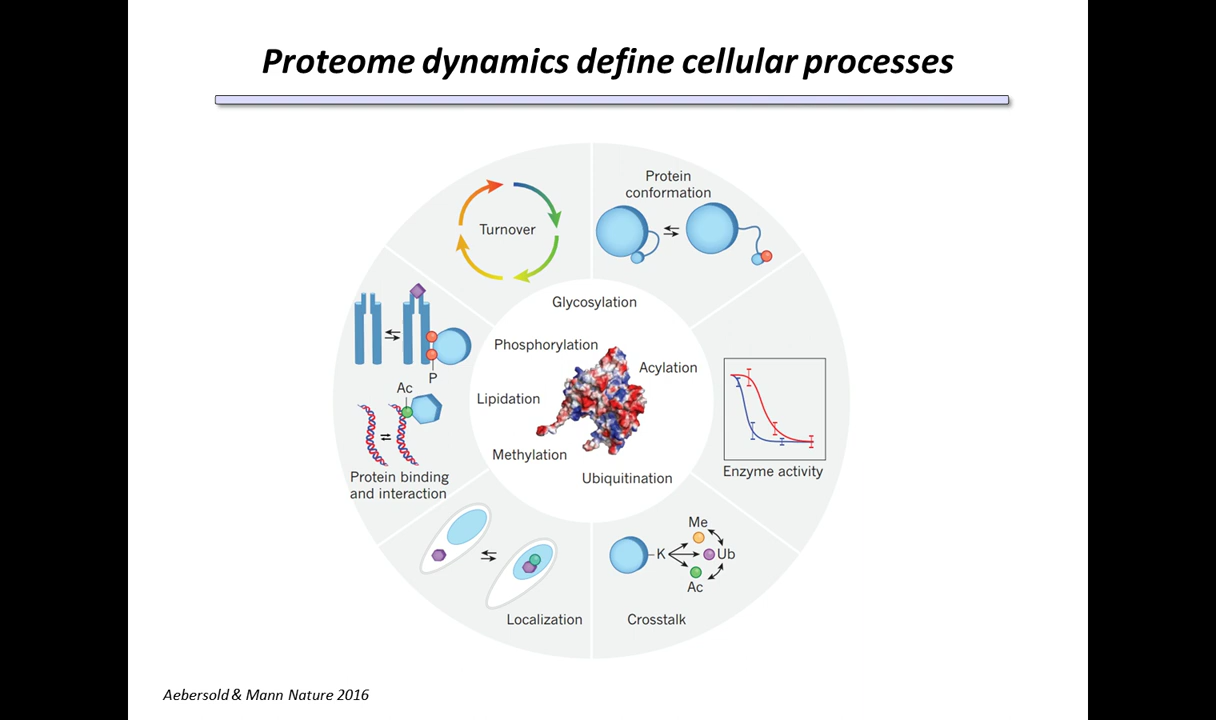 Proteome dynamics define cellular processes
Turnover
Protein
conformation
Glycosylation
Phosphorylation
Acylation
Lipidation
Methylation
Ubiquitination
P
Ac
Protein binding
and interaction
Enzyme activity
Localization
Me
K
Ub
Ac
Crosstalk
Aebersold & Mann Nature 2016